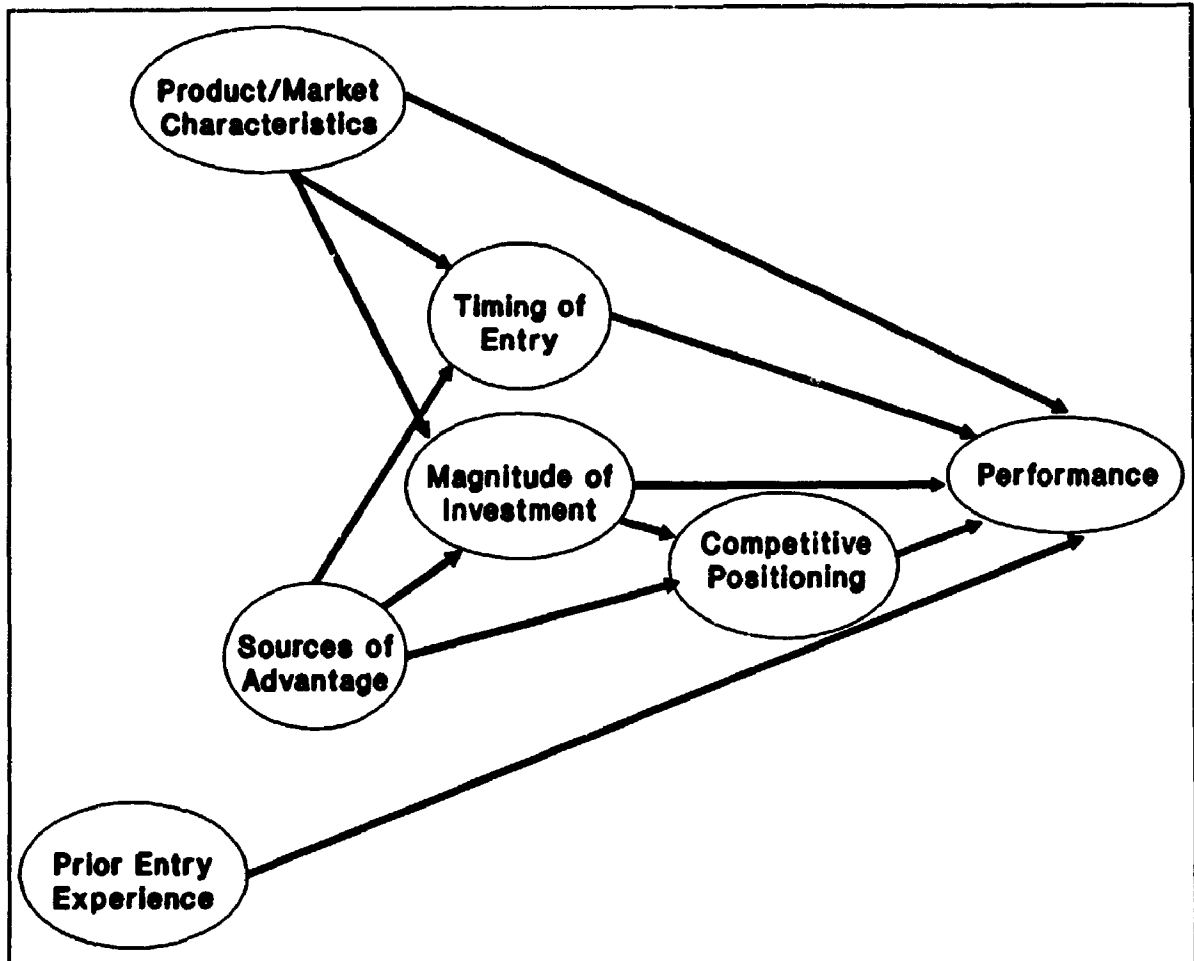 Product/Market
Characteristics
Timing of
Entry
Magnitude of
Investment
Performance
Competitive
Positioning
Sources of
Advantage
Prior Entry
Experience